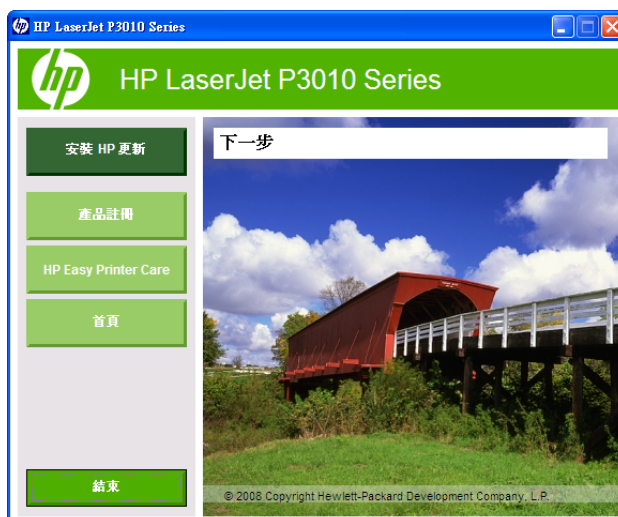 HP LaserJet P3010 Series
hp
HP LaserJet P3010 Series
安裝 HP 更新
下一步
產品註冊
HP Easy Printer Care
首頁
結束
© 2008 Copyright Hewlett-Packard Development Company, L.P.